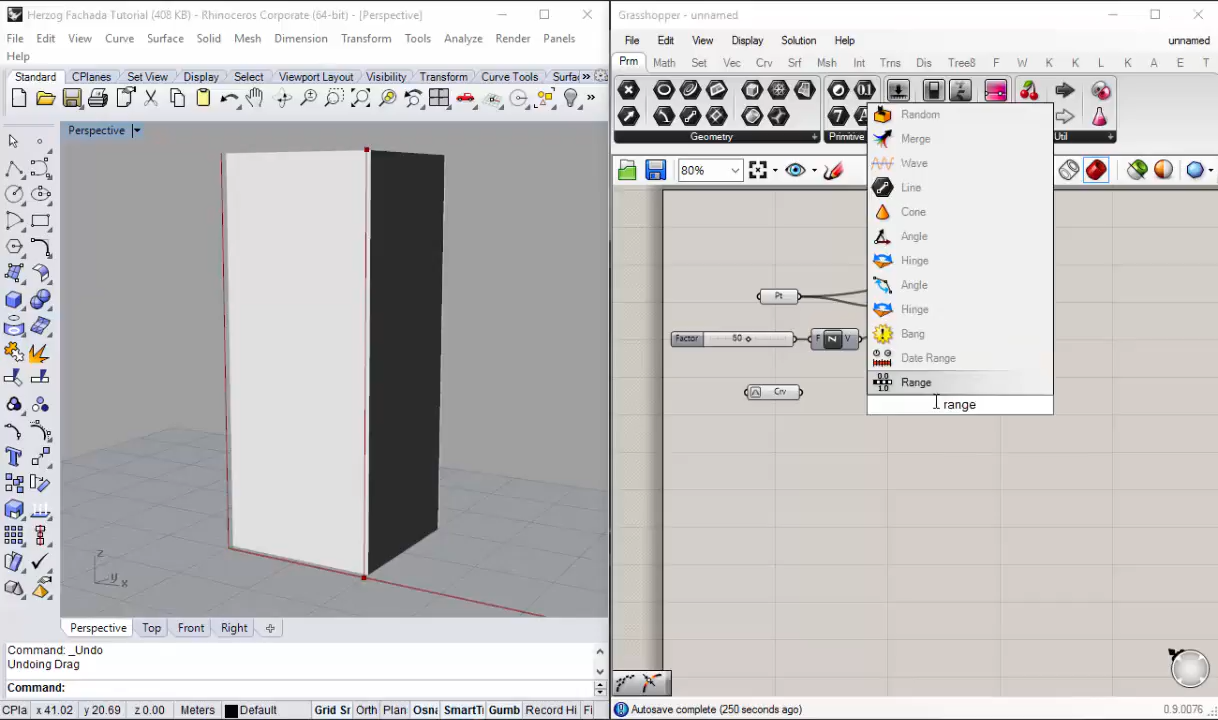 Herzog Fachada Tutorial (408 KB) - Rhinoceros Corporate (64-bit) - [Perspective]
File Edit View Curve Surface Solid Mesh Dimension Transform Tools Analyze Render Panels
Help
Standard CPlanes Set View Display Select Viewport Layout Visibility Transform Curve Tools Surfa »
»
Perspective
z
y
x
Perspective Top Front Right
Command: _Undo
Undoing Drag
Command:
CPla x 41.02 y 20.69 z 0.00 Meters Default Grid Sr Orth Plan Osna SmartT Gumb Record Hi Fi
Grasshopper - unnamed
File Edit View Display Solution Help unnamed
Prm Math Set Vec Crv Srf Msh Int Trns Dis Tree8 F W K K L K A E T
Geometry + Primitive Util +
80%
Random
Merge
Wave
Line
Cone
Angle
Hinge
Angle
Hinge
Bang
Date Range
Range
range
Pt
Factor 80 F Z V
Crv
Autosave complete (250 seconds ago) 0.9.0076